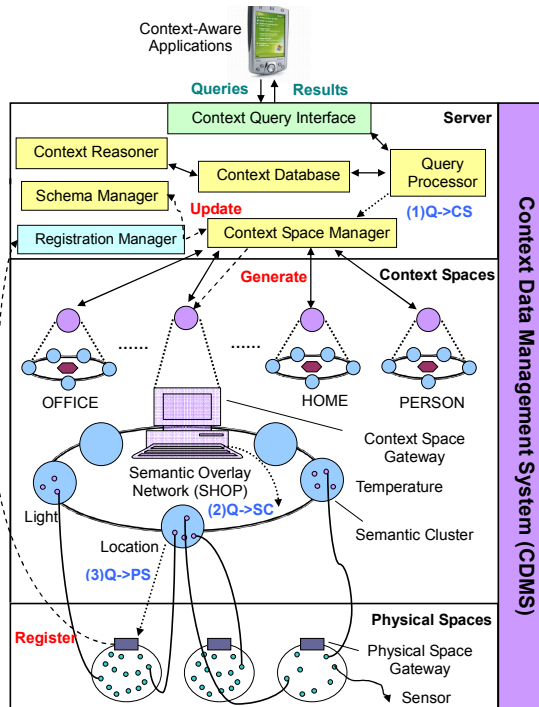 Context-Aware
Applications
Queries
Results
Context Query Interface
Server
Context Reasoner
Query
Processor
Context Database
Schema Manager
Update
(1)Q->CS
Registration Manager
Context Space Manager
Generate
Context Spaces
......
......
OFFICE
HOME
PERSON
Context Space
Gateway
Semantic Overlay
Network (SHOP)
Temperature
Light
(2)Q->SC
Semantic Cluster
Location
(3)Q->PS
Physical Spaces
Register
Physical Space
Gateway
Sensor
Context Data Management System (CDMS)